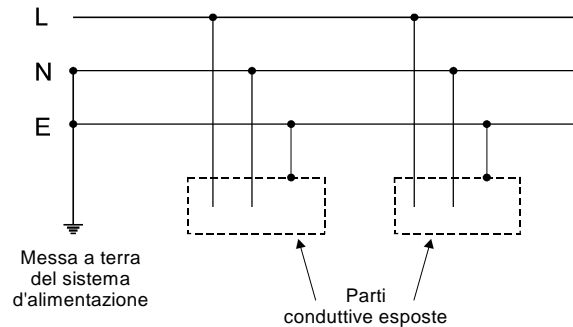 L
N
E
Messa a terra
del sistema
d'alimentazione
Parti
conduttive esposte